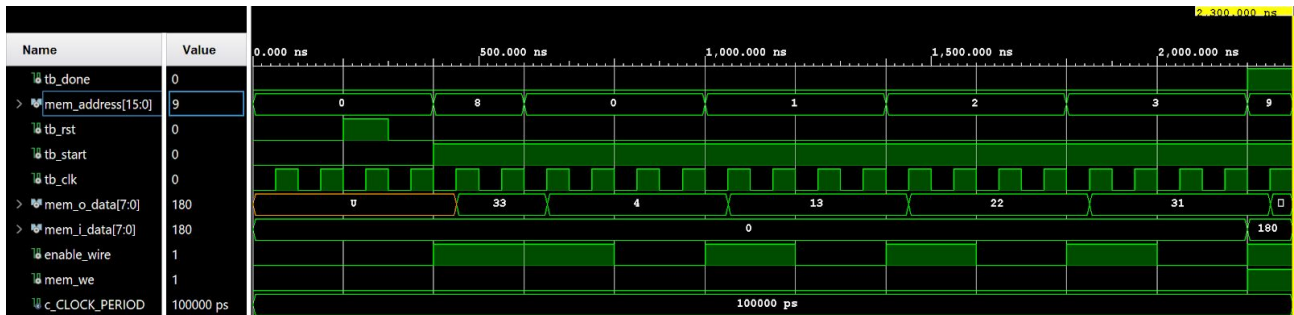 2,300.000 ns
Name Value 0.000 ns 500.000 ns 1,000.000 ns 1,500.000 ns 2,000.000 ns
tb_done 0
mem_address[15:0] 9 0 8 0 1 2 3 9
tb_rst 0
tb_start 0
tb_clk 0
mem_o_data[7:0] 180 U 33 4 13 22 31
mem_i_data[7:0] 180 0 180
enable_wire 1
mem_we 1
c_CLOCK_PERIOD 100000 ps 100000 ps